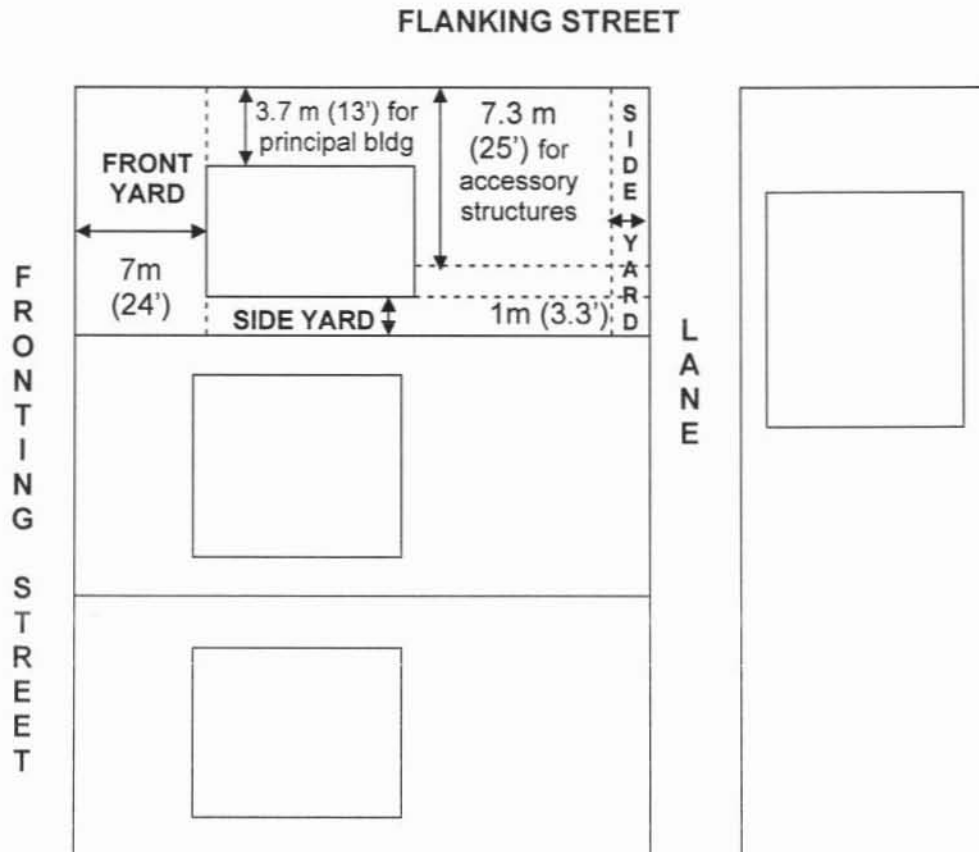 FLANKING STREET
3.7 m (13') for
principal bldg
7.3 m
(25') for
accessory
structures
SIDE YARD
FRONT
YARD
7m
(24')
SIDE YARD
1m (3.3')
FRONTING STREET
LANE